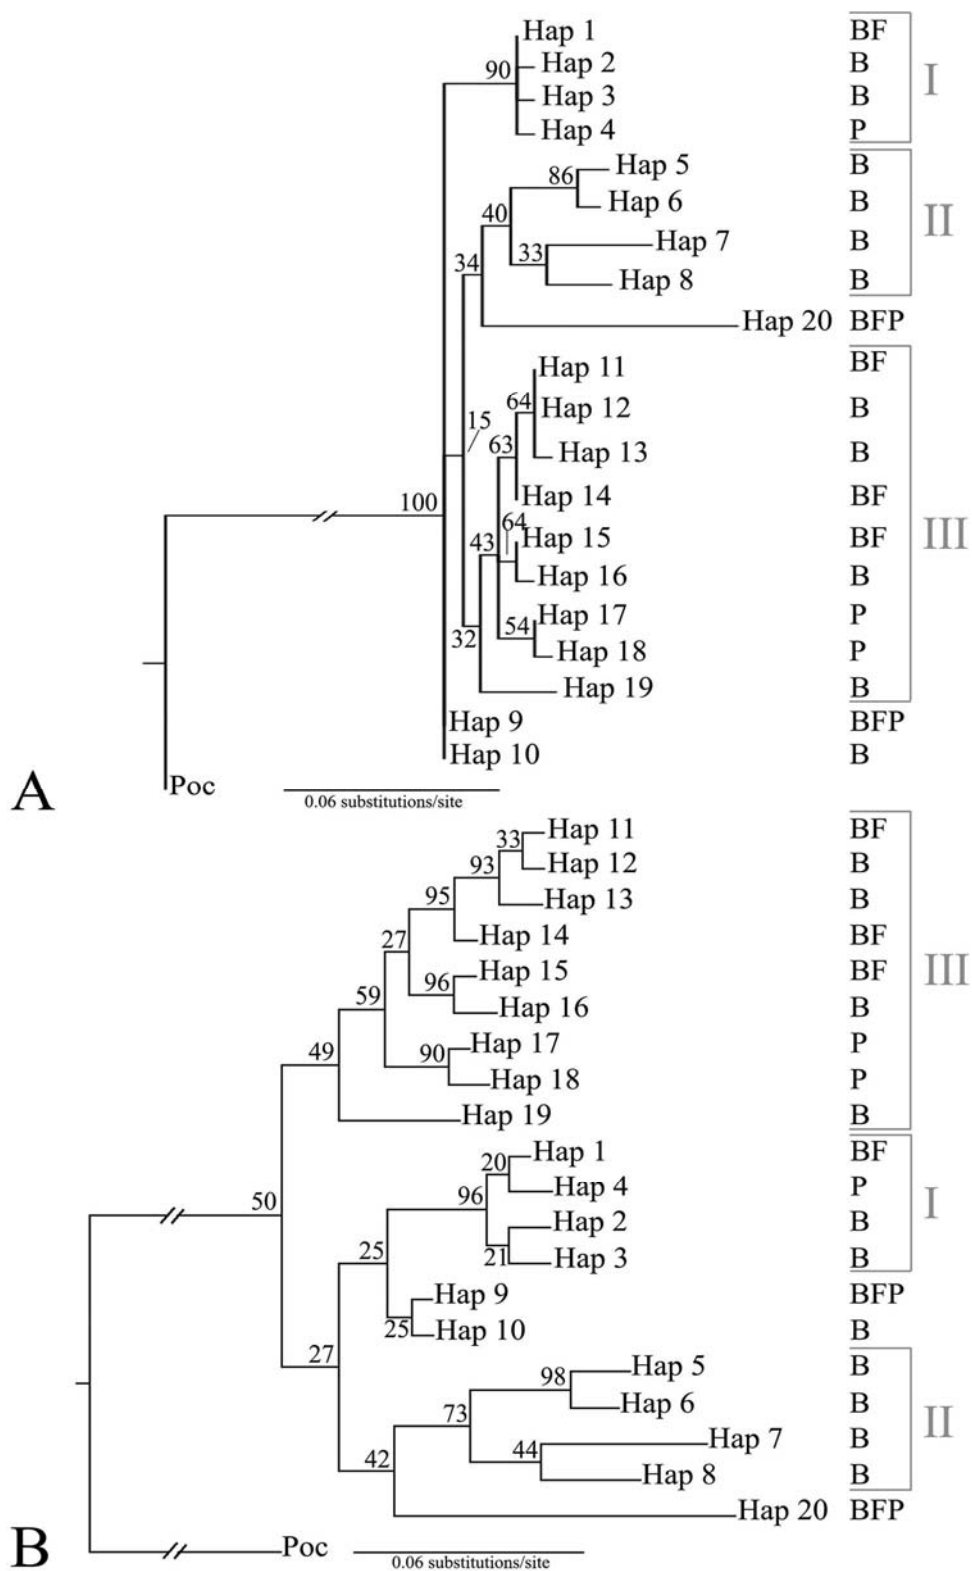 Hap 1 BF
90 Hap 2 B
Hap 3 B I
Hap 4 P
Hap 5 B
86
Hap 6 B
40 II
Hap 7 B
34 33
Hap 8 B
Hap 20 BFP
Hap 11 BF
64 Hap 12 B
15
63 Hap 13 B
100 Hap 14 BF
64
43 Hap 15 BF III
Hap 16 B
Hap 17 P
54
32 Hap 18 P
Hap 19 B
Hap 9 BFP
Hap 10 B
A Poc
0.06 substitutions/site
33 Hap 11 BF
93 Hap 12 B
95 Hap 13 B
27 Hap 14 BF
96 Hap 15 BF III
59 Hap 16 B
49 90 Hap 17 P
Hap 18 P
Hap 19 B
20 Hap 1 BF
96 Hap 4 P
50 Hap 2 B I
25 21 Hap 3 B
Hap 9 BFP
25 Hap 10 B
27
98 Hap 5 B
73 Hap 6 B
44 Hap 7 B II
42 Hap 8 B
Hap 20 BFP
B Poc
0.06 substitutions/site